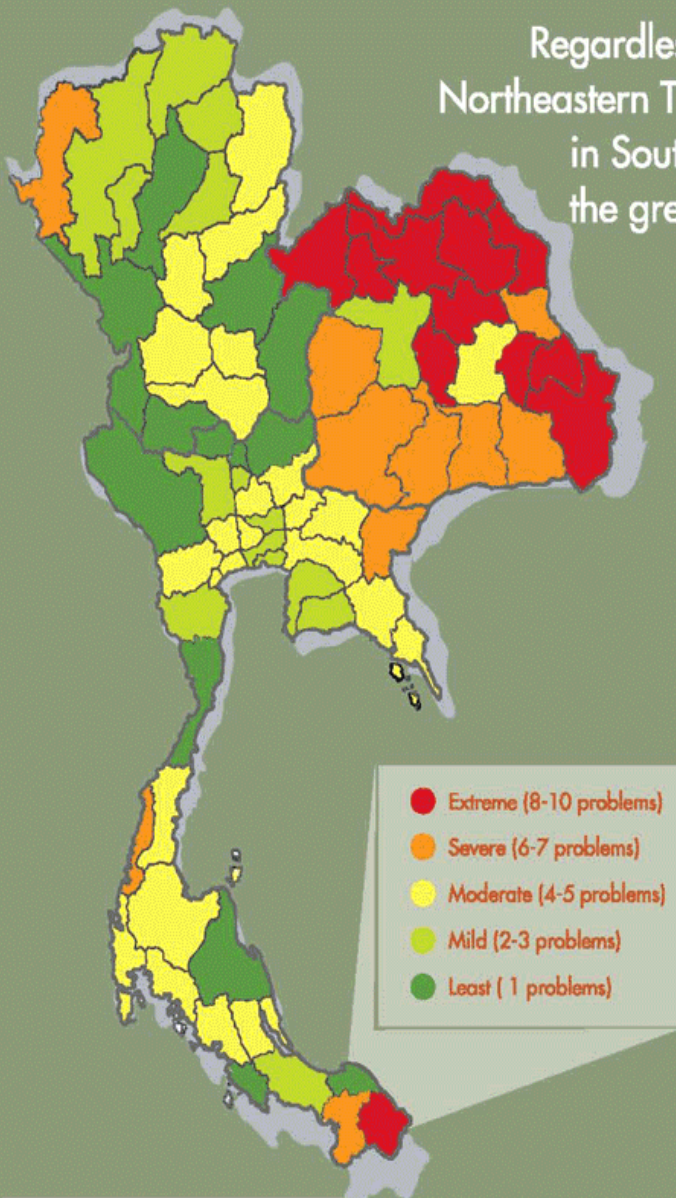 Regardles
Northeastern T
in Sout
the gre
Extreme (8-10 problems)
Severe (6-7 problems)
Moderate (4-5 problems)
Mild (2-3 problems)
Least ( 1 problems)